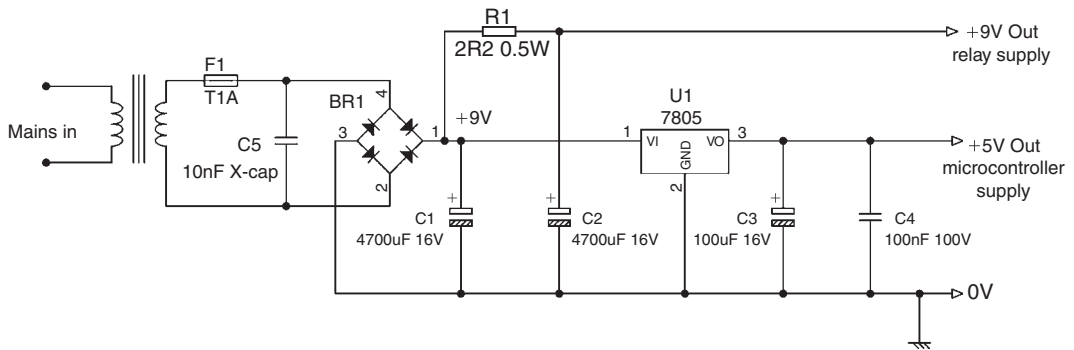 R1
2R2 0.5W
+9V Out
relay supply
F1
T1A
BR1
4
U1
7805
+9V
Mains in
3
1
1
VI
GND
VO
3
+5V Out
microcontroller
supply
C5
10nF X-cap
2
2
+
C1
4700uF 16V
+
C2
4700uF 16V
+
C3
100uF 16V
C4
100nF 100V
0V